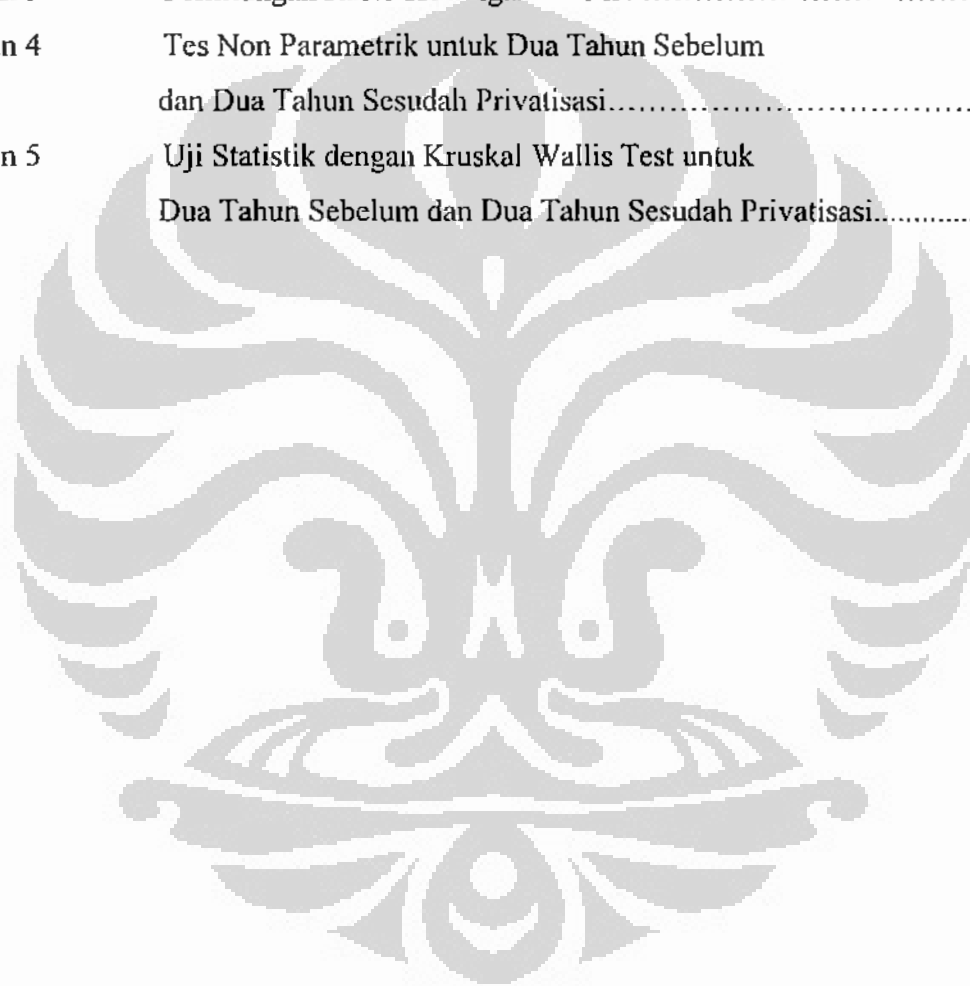 n 4 Tes Non Parametrik untuk Dua Tahun Sebelum
dan Dua Tahun Sesudah Privatisasi....................................
n 5 Uji Statistik dengan Kruskal Wallis Test untuk
Dua Tahun Sebelum dan Dua Tahun Sesudah Privatisasi.............